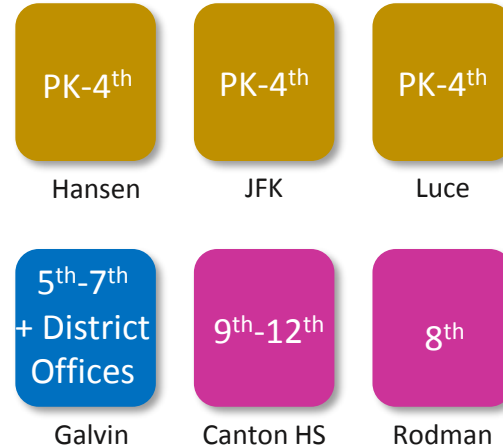 PK-4th
PK-4th
PK-4th
Hansen
JFK
Luce
5th-7th
+ District
Offices
9th-12th
8th
Galvin
Canton HS
Rodman